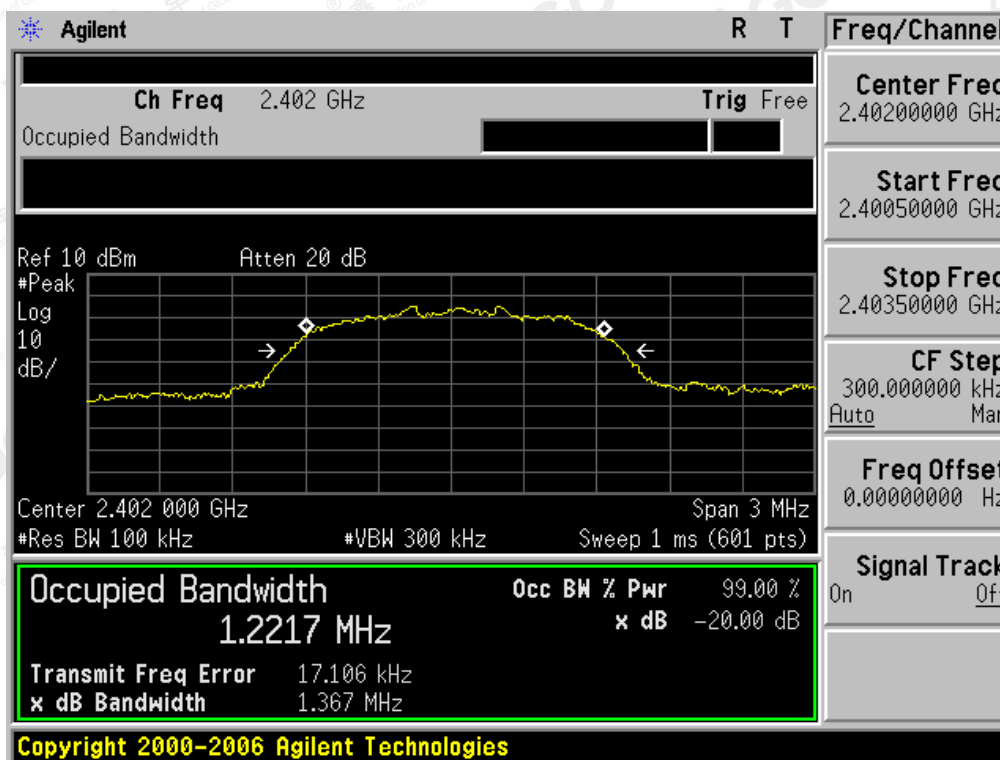 Agilent R T Freq/Channel
Ch Freq 2.402 GHz Trig Free
Occupied Bandwidth
Center Freq
2.40200000 GHz
Start Freq
2.40050000 GHz
Stop Freq
2.40350000 GHz
CF Step
300.000000 kHz
Auto Man
Freq Offset
0.00000000 Hz
Signal Track
On Off
Ref 10 dBm Atten 20 dB
#Peak
Log
10
dB/
Center 2.402 000 GHz Span 3 MHz
#Res BW 100 kHz #VBW 300 kHz Sweep 1 ms (601 pts)
Occupied Bandwidth Occ BW % Pwr 99.00 %
1.2217 MHz x dB -20.00 dB
Transmit Freq Error 17.106 kHz
x dB Bandwidth 1.367 MHz
Copyright 2000-2006 Agilent Technologies